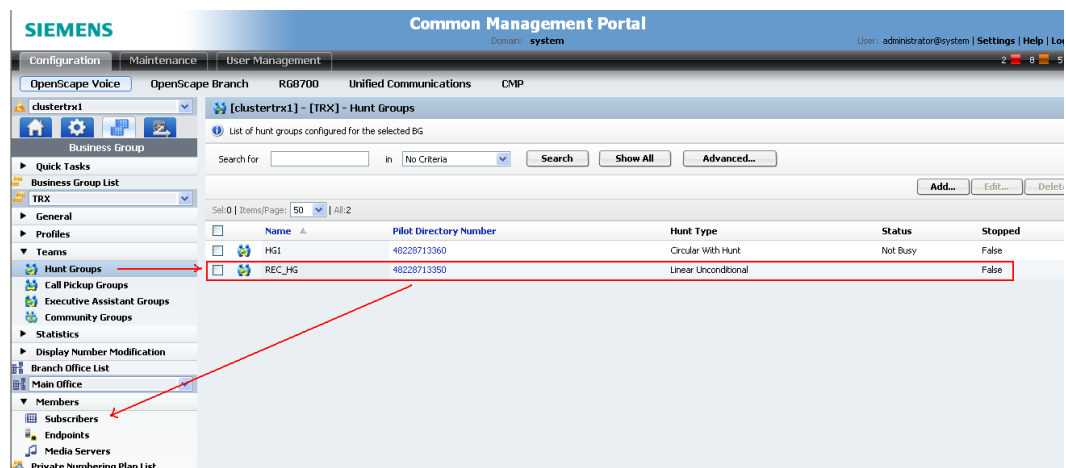 SIEMENS
Common Management Portal
Domain: system
User: administrator@system | Settings | Help |
Configuration Maintenance User Management
2 8 5
OpenScape Voice OpenScape Branch RG8700 Unified Communications CMP
clustertrx1
[clustertrx1] - [TRX] - Hunt Groups
List of hunt groups configured for the selected BG
Business Group
Search for in No Criteria Search Show All Advanced...
Quick Tasks
Business Group List
Add... Edit... Delete
TRX
Sel:0 | Items/Page: 50 | All:2
General
Name Pilot Directory Number Hunt Type Status Stopped
Profiles
Teams
HG1 48228713360 Circular With Hunt Not Busy False
Hunt Groups
REC_HG 48228713350 Linear Unconditional False
Call Pickup Groups
Executive Assistant Groups
Community Groups
Statistics
Display Number Modification
Branch Office List
Main Office
Members
Subscribers
Endpoints
Media Servers
Private Numbering Plan List